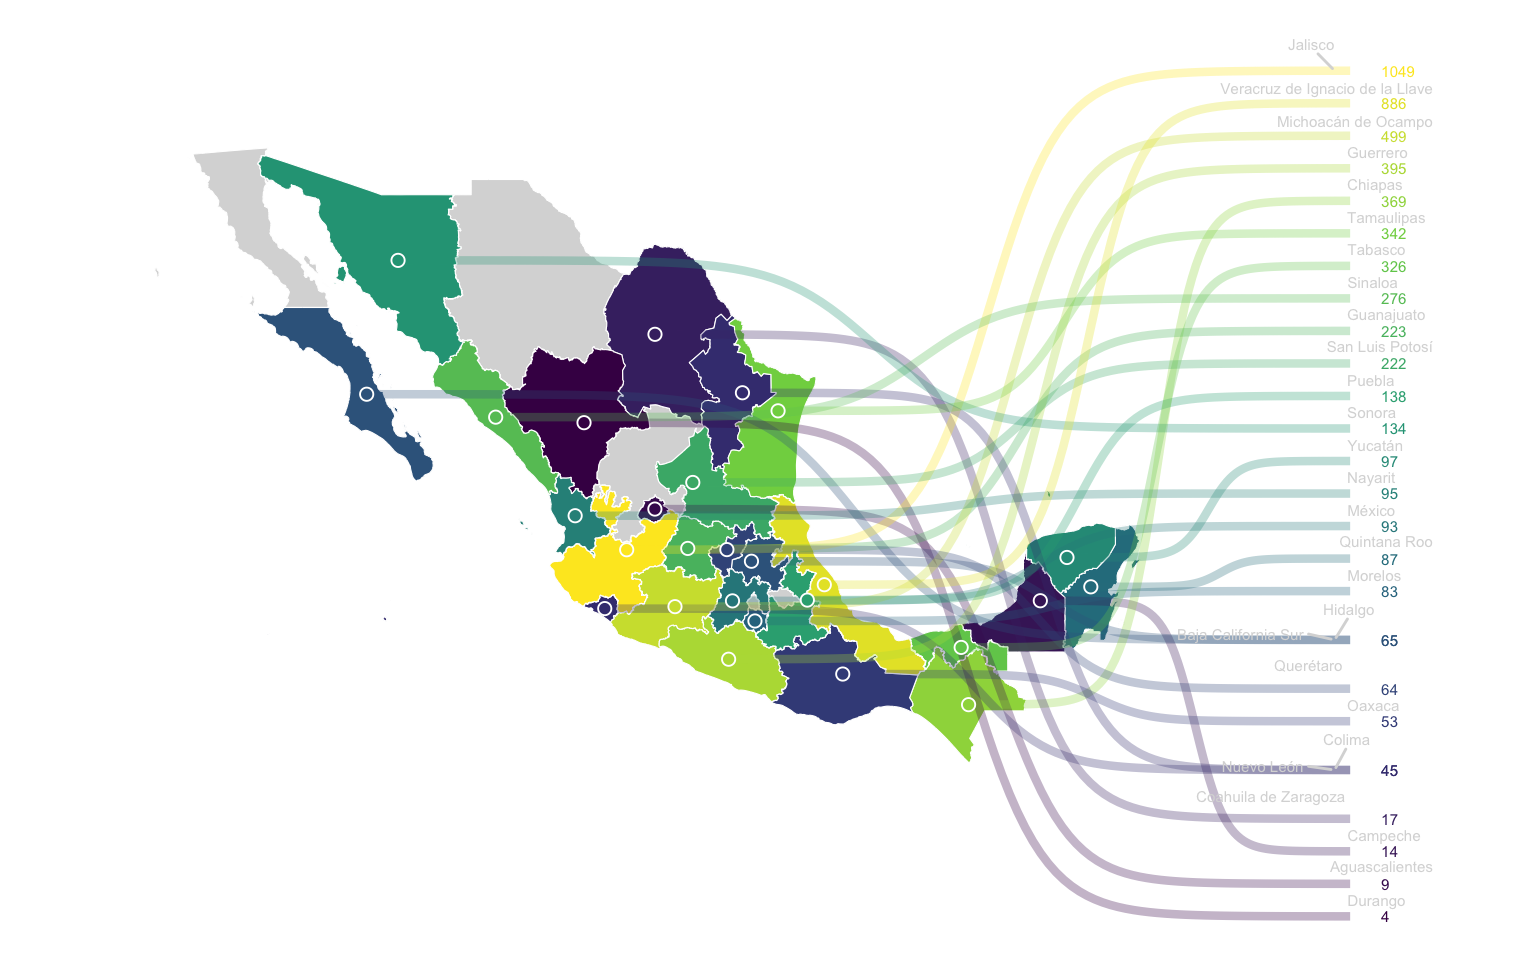 Jalisco
1049
Veracruz de Ignacio de la Llave
886
Michoacán de Ocampo
499
Guerrero
395
Chiapas
369
Tamaulipas
342
Tabasco
326
Sinaloa
276
Guanajuato
223
San Luis Potosí
222
Puebla
138
Sonora
134
Yucatán
97
Nayarit
95
México
93
Quintana Roo
87
Morelos
83
Hidalgo
Baja California Sur
65
Querétaro
64
Oaxaca
53
Colima
Nuevo León
45
Coahuila de Zaragoza
17
Campeche
14
Aguascalientes
9
Durango
4